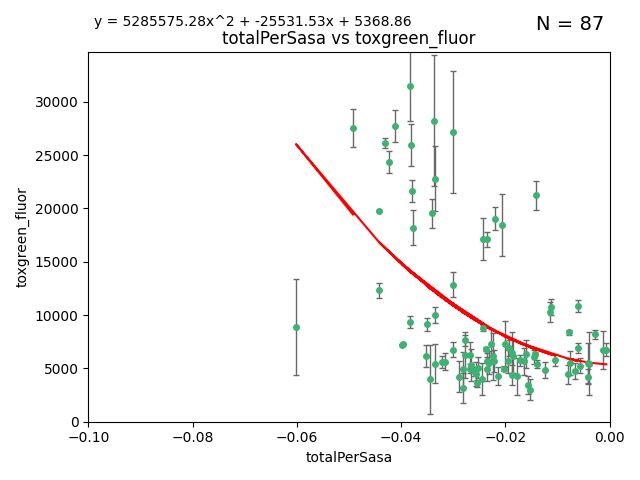 y = 5285575.28x^2 + -25531.53x + 5368.86
N = 87
totalPerSasa vs toxgreen_fluor
30000
25000
20000
15000
10000
5000
0
toxgreen_fluor
−0.10 −0.08 −0.06 −0.04 −0.02 0.00
totalPerSasa